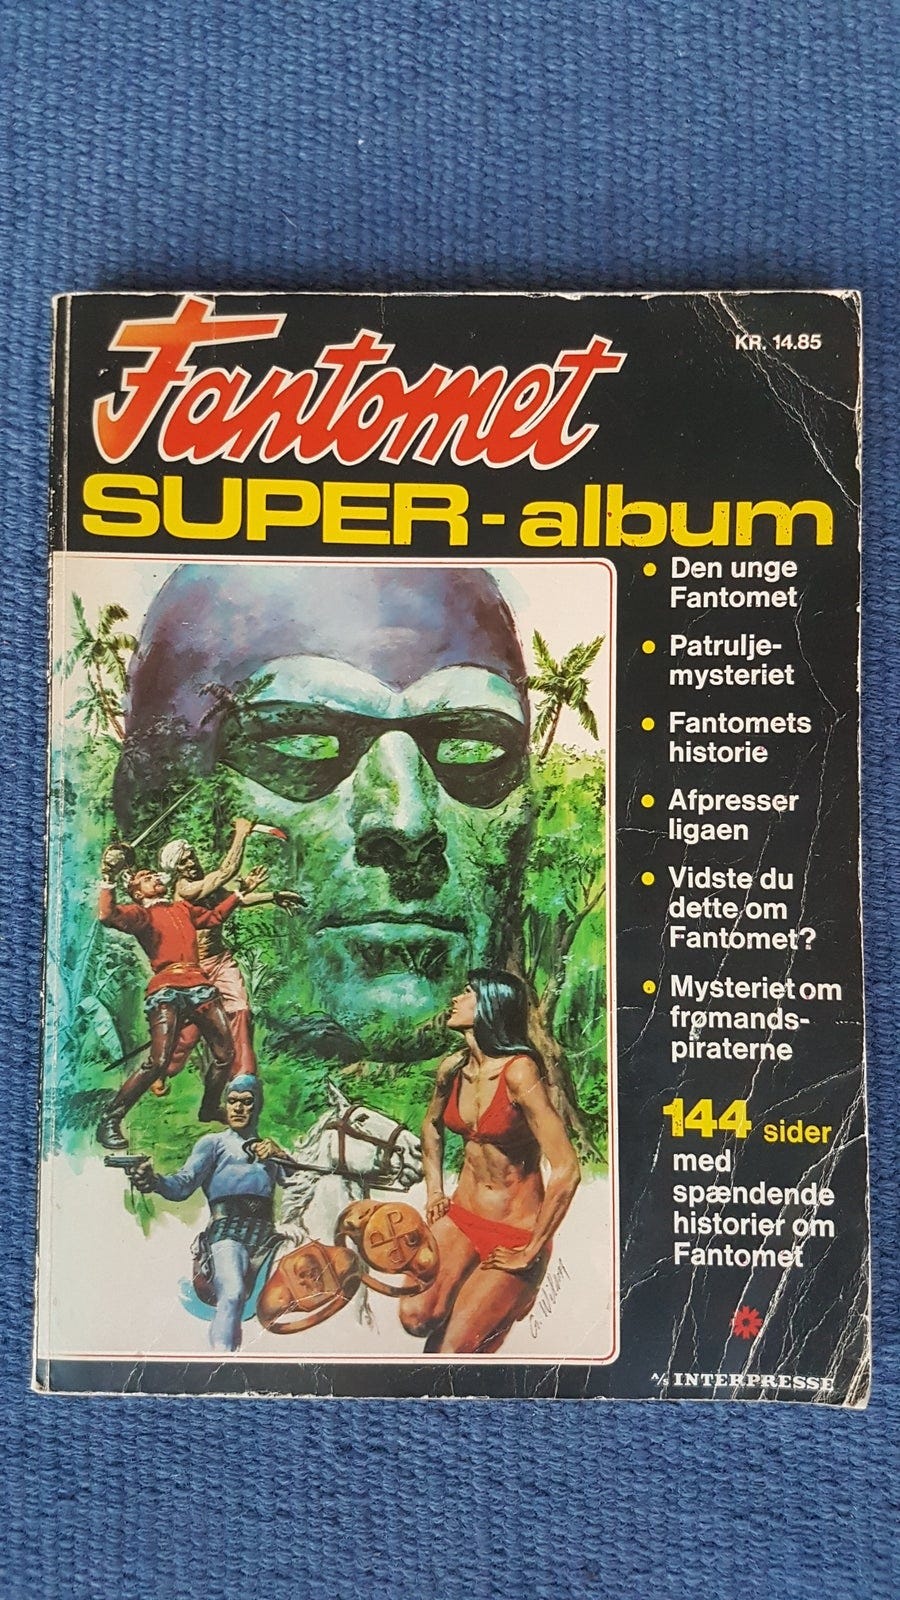 Fantomet
KR. 14.85
SUPER-album
• Den unge
Fantomet
• Patrulje-
mysteriet
• Fantomets
historie
• Afpresser
ligaen
• Vidste du
dette om
Fantomet?
• Mysteriet om
frømands-
piraterne
144 sider
med
spændende
historier om
Fantomet
A/S INTERPRESSE